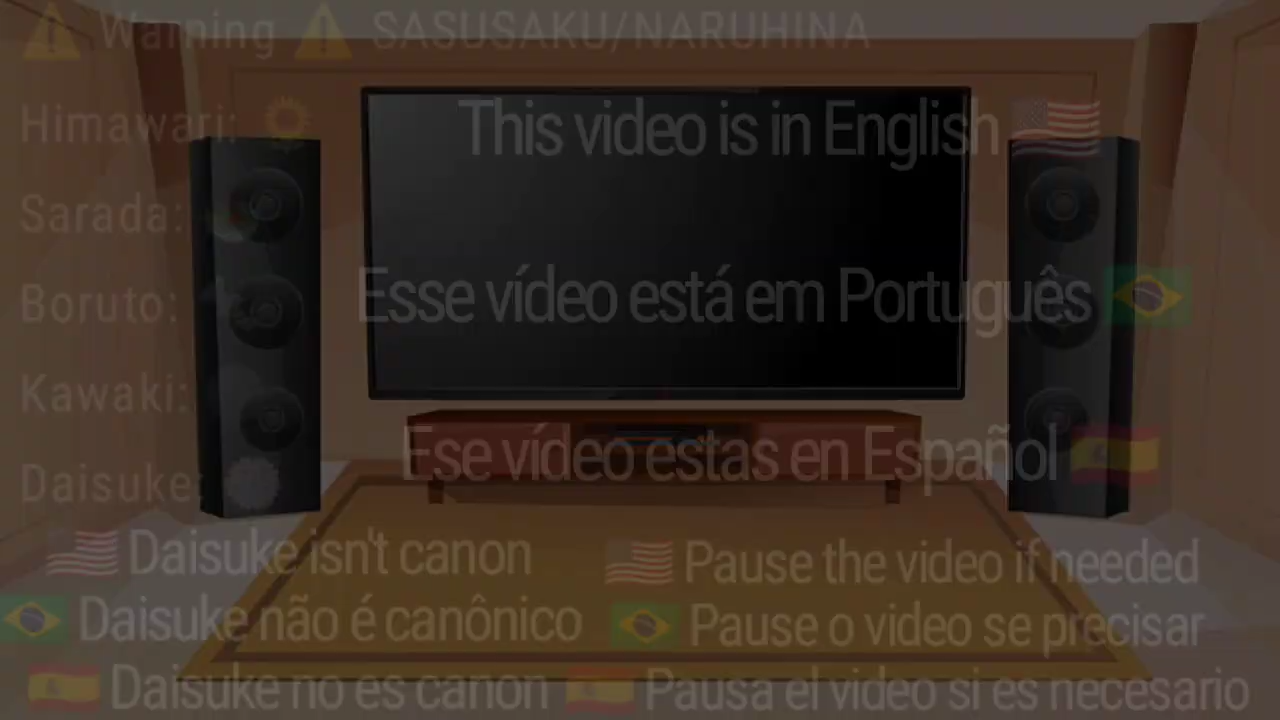 ⚠️ Warning ⚠️ SASUSAKU/NARUHINA
This video is in English 🇺🇸
Himawari: 🌻
Sarada:
Esse vídeo está em Português 🇧🇷
Boruto:
Kawaki:
Ese vídeo estas en Español 🇪🇸
Daisuke:
🇺🇸 Daisuke isn't canon
🇺🇸 Pause the video if needed
🇧🇷 Daisuke não é canônico
🇧🇷 Pause o video se precisar
🇪🇸 Daisuke no es canon
🇪🇸 Pausa el video si es necesario